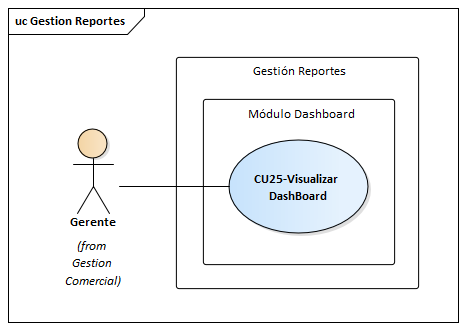 uc Gestion Reportes
Gestión Reportes
Módulo Dashboard
CU25-Visualizar
DashBoard
Gerente
(from
Gestion
Comercial)